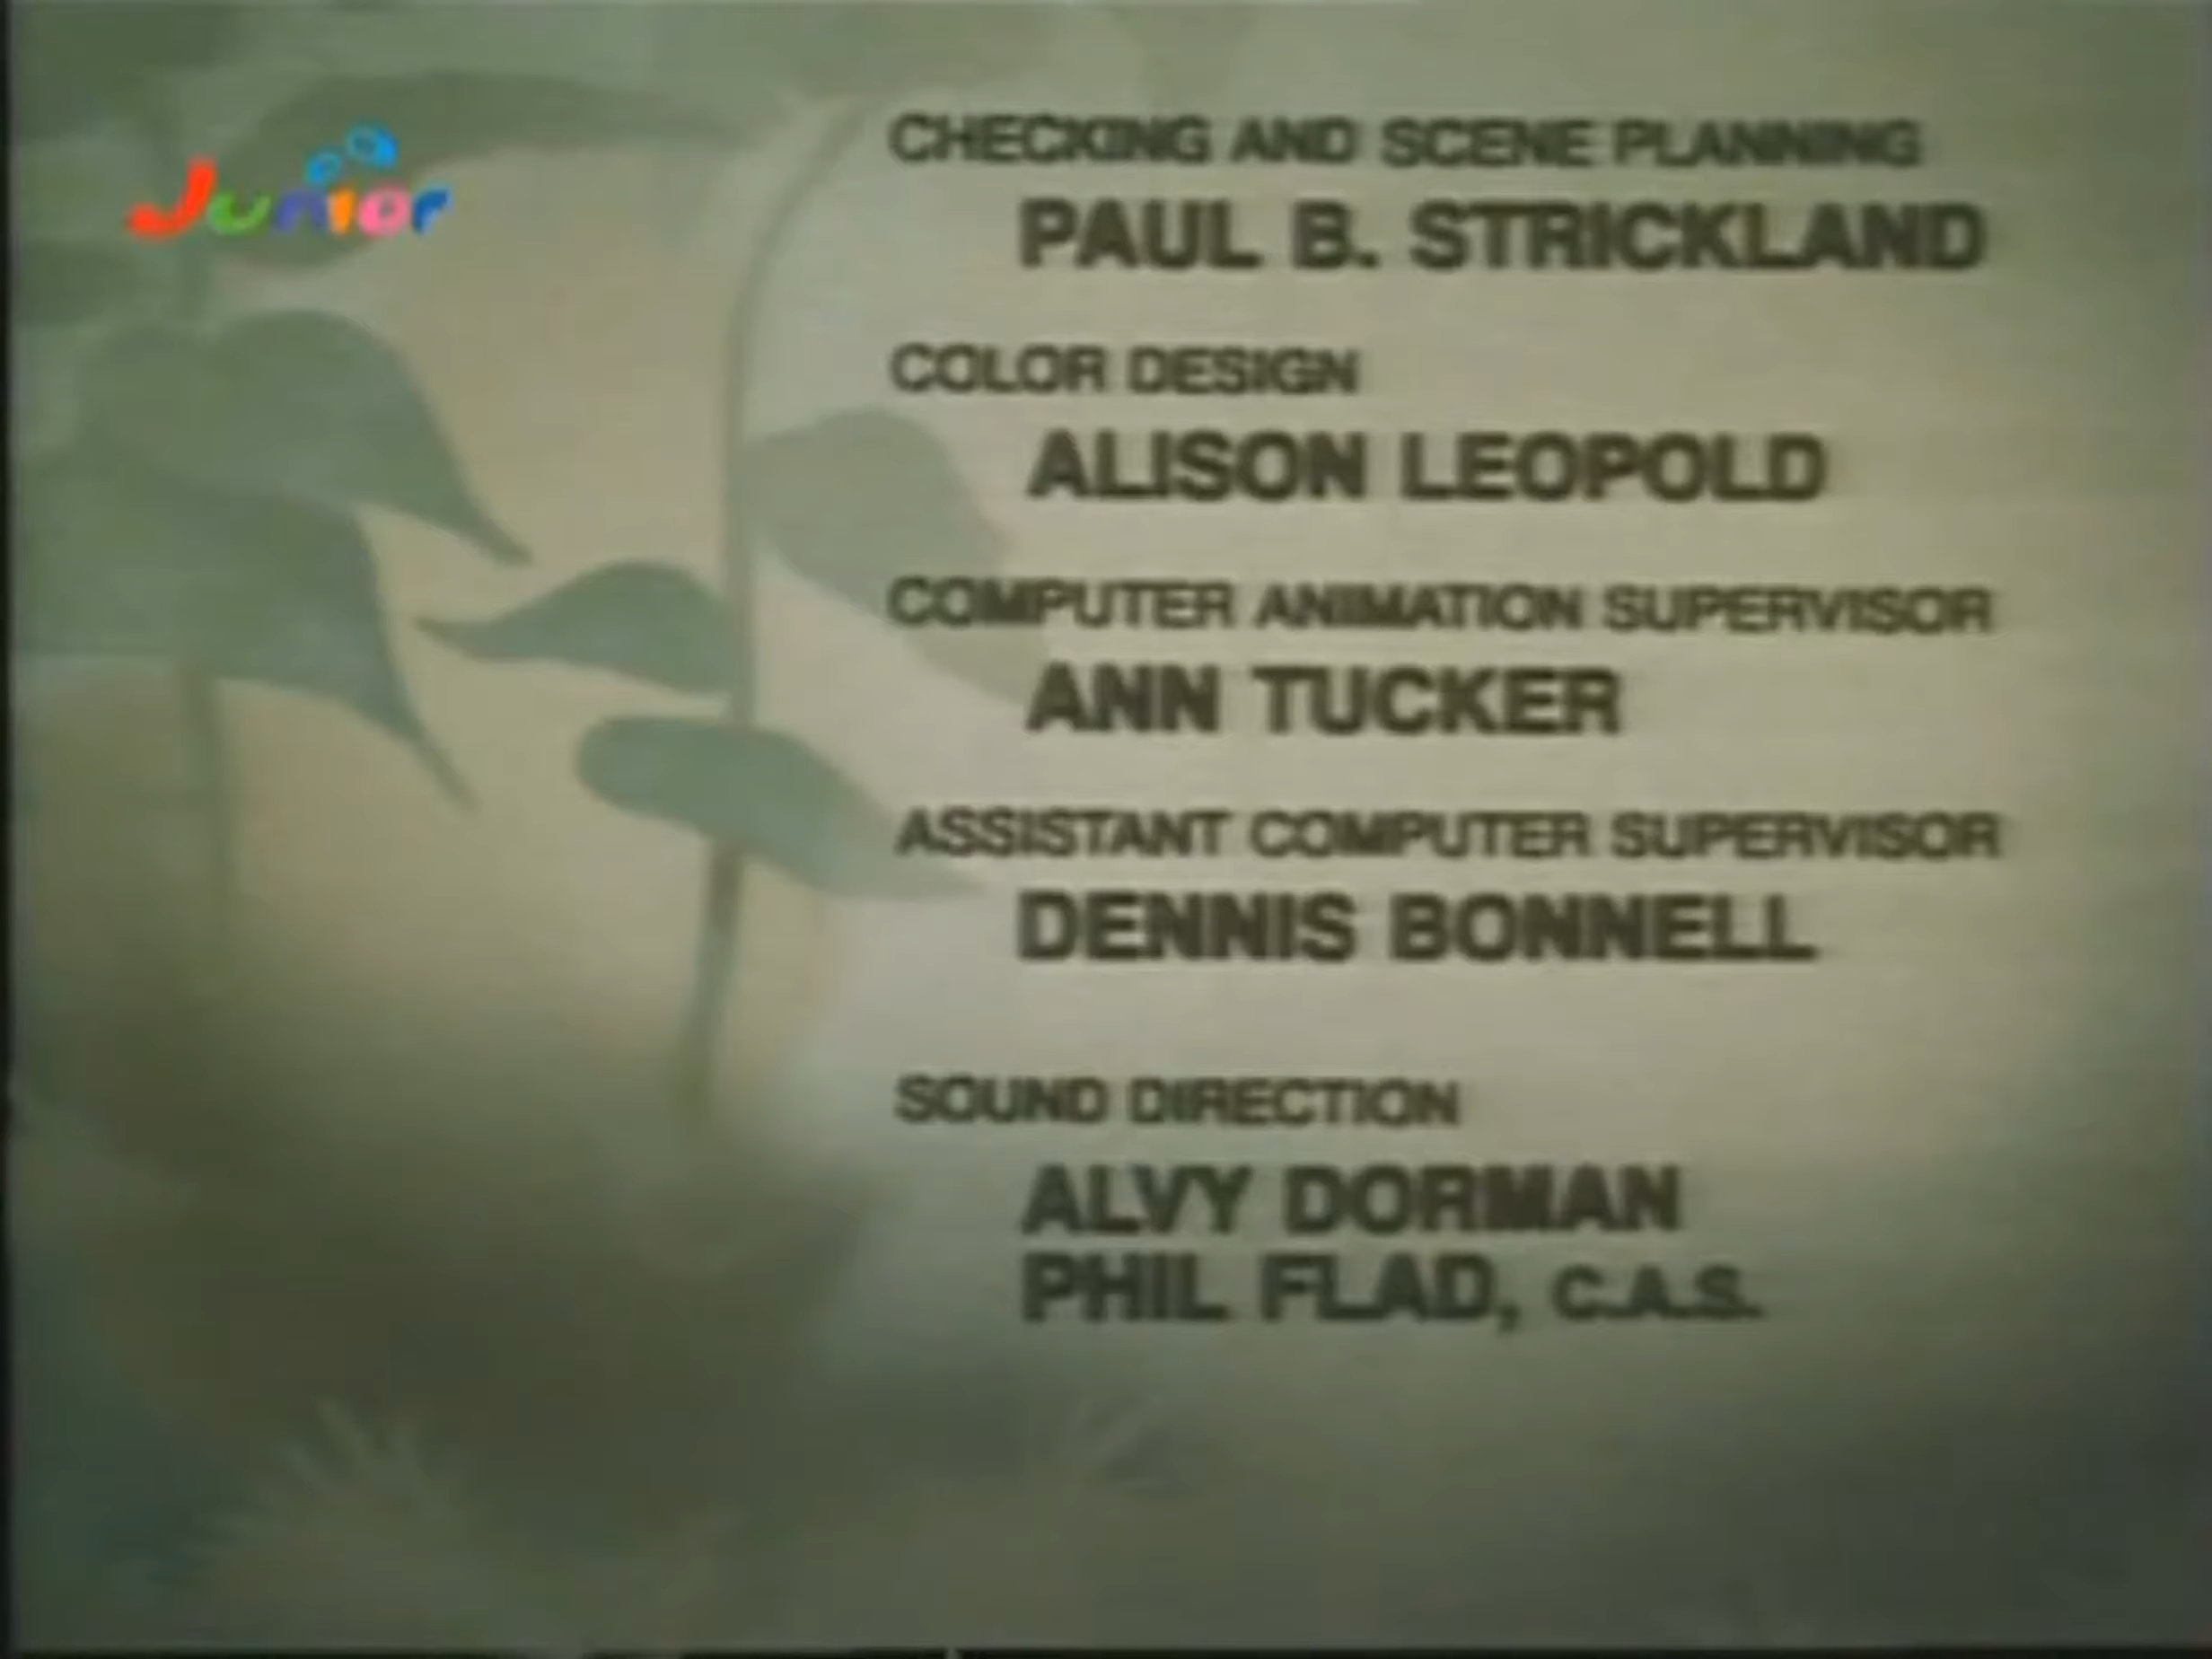 Junior
CHECKING AND SCENE PLANNING
PAUL B. STRICKLAND
COLOR DESIGN
ALISON LEOPOLD
COMPUTER ANIMATION SUPERVISOR
ANN TUCKER
ASSISTANT COMPUTER SUPERVISOR
DENNIS BONNELL
SOUND DIRECTION
ALVY DORMAN
PHIL FLAD, C.A.S.